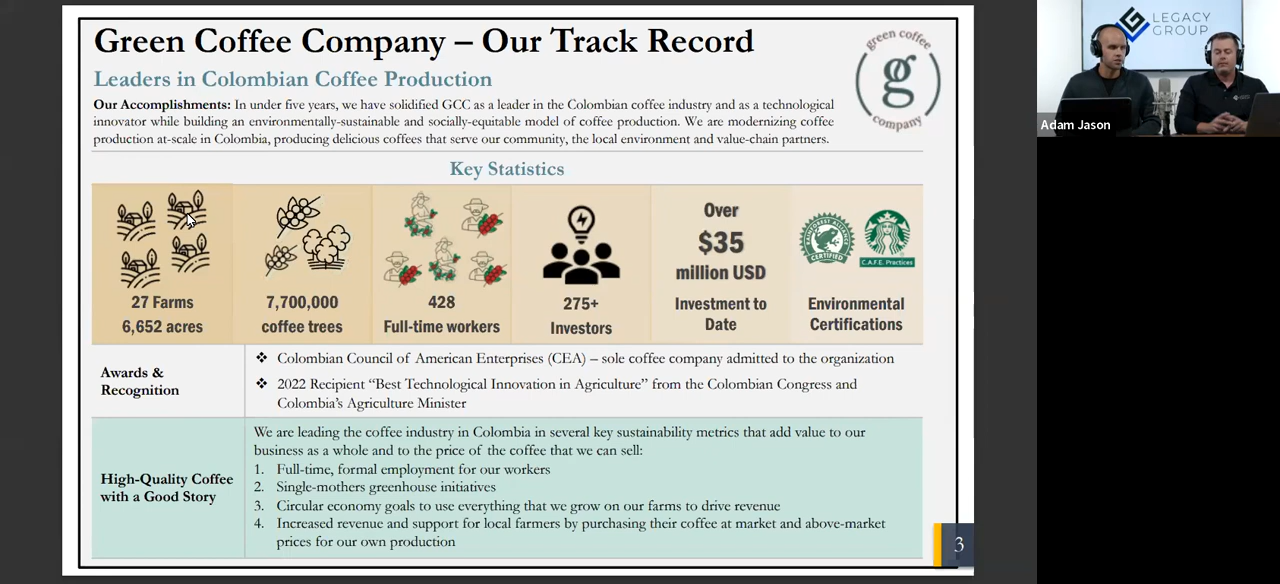 Green Coffee Company – Our Track Record
Leaders in Colombian Coffee Production
Our Accomplishments: In under five years, we have solidified GCC as a leader in the Colombian coffee industry and as a technological
innovator while building an environmentally-sustainable and socially-equitable model of coffee production. We are modernizing coffee
production at-scale in Colombia, producing delicious coffees that serve our community, the local environment and value-chain partners.
green coffee
g
company
Key Statistics
27 Farms
6,652 acres
7,700,000
coffee trees
428
Full-time workers
275+
Investors
Over
$35
million USD
Investment to
Date
RAINFOREST ALLIANCE
CERTIFIED
C.A.F.E. Practices
Environmental
Certifications
Awards &
Recognition
❖ Colombian Council of American Enterprises (CEA) – sole coffee company admitted to the organization
❖ 2022 Recipient “Best Technological Innovation in Agriculture” from the Colombian Congress and
Colombia’s Agriculture Minister
High-Quality Coffee
with a Good Story
We are leading the coffee industry in Colombia in several key sustainability metrics that add value to our
business as a whole and to the price of the coffee that we can sell:
1. Full-time, formal employment for our workers
2. Single-mothers greenhouse initiatives
3. Circular economy goals to use everything that we grow on our farms to drive revenue
4. Increased revenue and support for local farmers by purchasing their coffee at market and above-market
prices for our own production
3
LEGACY
GROUP
Adam Jason